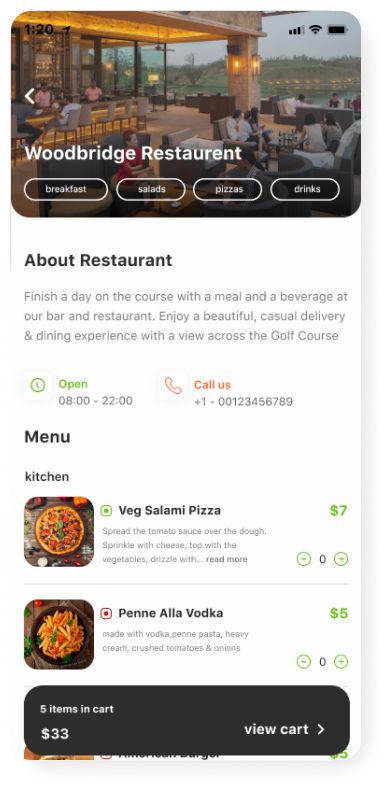 1:20
Woodbridge Restaurent
breakfast salads pizzas drinks
About Restaurant
Finish a day on the course with a meal and a beverage at
our bar and restaurant. Enjoy a beautiful, casual delivery
& dining experience with a view across the Golf Course
Open
08:00 - 22:00
Call us
+1 - 00123456789
Menu
kitchen
Veg Salami Pizza $7
Spread the tomato sauce over the dough.
Sprinkle with cheese, top with the
vegetables, drizzle with... read more
0
Penne Alla Vodka $5
made with vodka,penne pasta, heavy
cream, crushed tomatoes & onions
0
5 items in cart
$33
view cart
American Burger $5